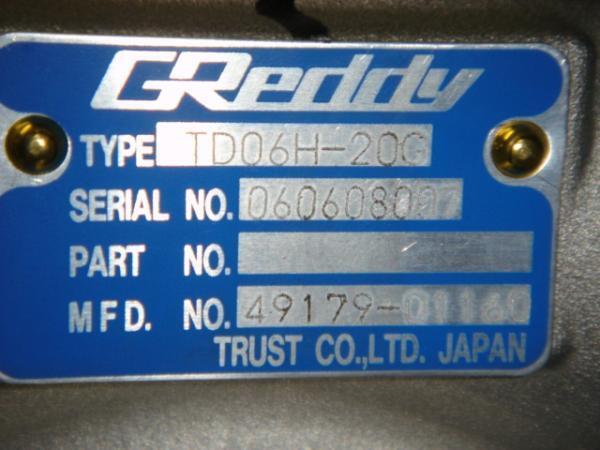 GReddy
TYPE TD06H-20G
SERIAL NO.
PART NO.
MFD. NO. 49179-01160
TRUST CO.,LTD. JAPAN